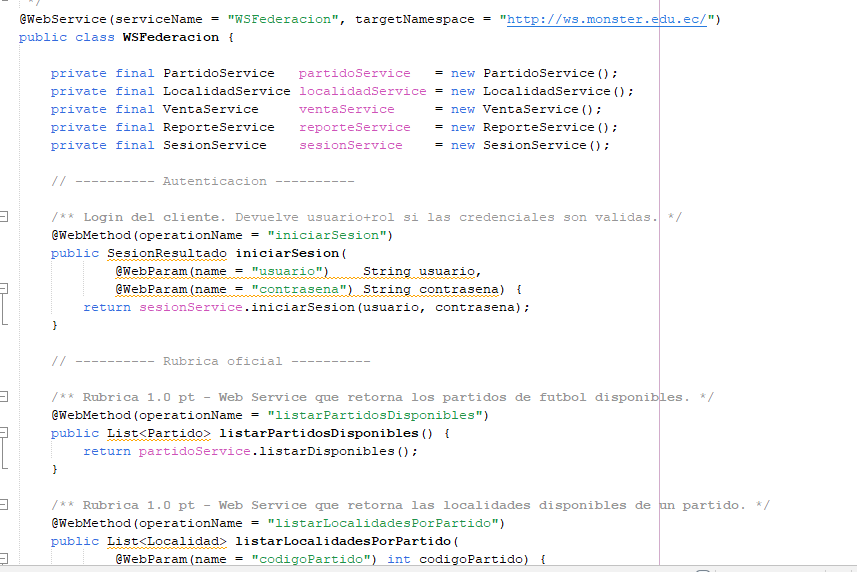 */
@WebService(serviceName = "WSFederacion", targetNamespace = "http://ws.monster.edu.ec/")
public class WSFederacion {
private final PartidoService partidoService = new PartidoService();
private final LocalidadService localidadService = new LocalidadService();
private final VentaService ventaService = new VentaService();
private final ReporteService reporteService = new ReporteService();
private final SesionService sesionService = new SesionService();
// ---------- Autenticacion ----------
/** Login del cliente. Devuelve usuario+rol si las credenciales son validas. */
@WebMethod(operationName = "iniciarSesion")
public SesionResultado iniciarSesion(
@WebParam(name = "usuario") String usuario,
@WebParam(name = "contrasena") String contrasena) {
return sesionService.iniciarSesion(usuario, contrasena);
}
// ---------- Rubrica oficial ----------
/** Rubrica 1.0 pt - Web Service que retorna los partidos de futbol disponibles. */
@WebMethod(operationName = "listarPartidosDisponibles")
public List<Partido> listarPartidosDisponibles() {
return partidoService.listarDisponibles();
}
/** Rubrica 1.0 pt - Web Service que retorna las localidades disponibles de un partido. */
@WebMethod(operationName = "listarLocalidadesPorPartido")
public List<Localidad> listarLocalidadesPorPartido(
@WebParam(name = "codigoPartido") int codigoPartido) {